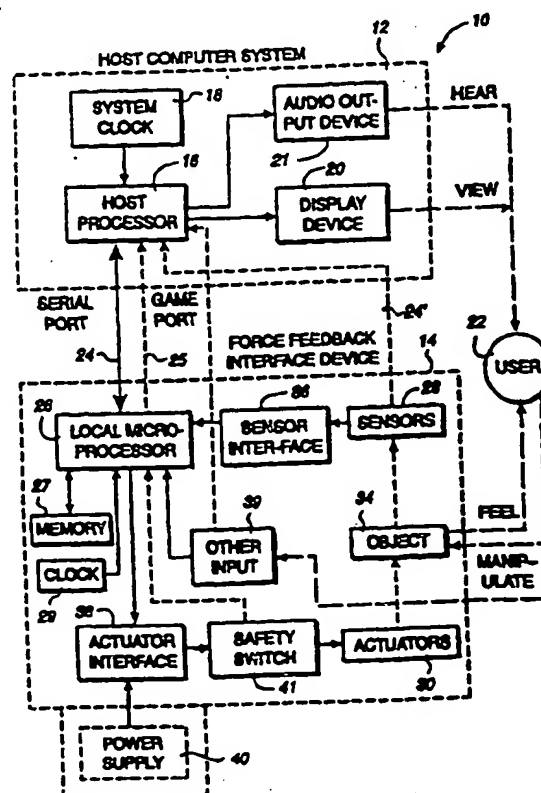 10
HOST COMPUTER SYSTEM
12
18
SYSTEM
CLOCK
AUDIO OUT-
PUT DEVICE
HEAR
21
16
20
HOST
PROCESSOR
DISPLAY
DEVICE
VIEW
SERIAL
PORT
GAME
PORT
24"
FORCE FEEDBACK
INTERFACE DEVICE
14
22
USER
24
25
26
LOCAL MICRO-
PROCESSOR
36
SENSOR
INTER-FACE
28
SENSORS
27
MEMORY
39
OTHER
INPUT
34
OBJECT
FEEL
MANIP-
ULATE
CLOCK
29
38
ACTUATOR
INTERFACE
SAFETY
SWITCH
41
ACTUATORS
30
POWER
SUPPLY
40